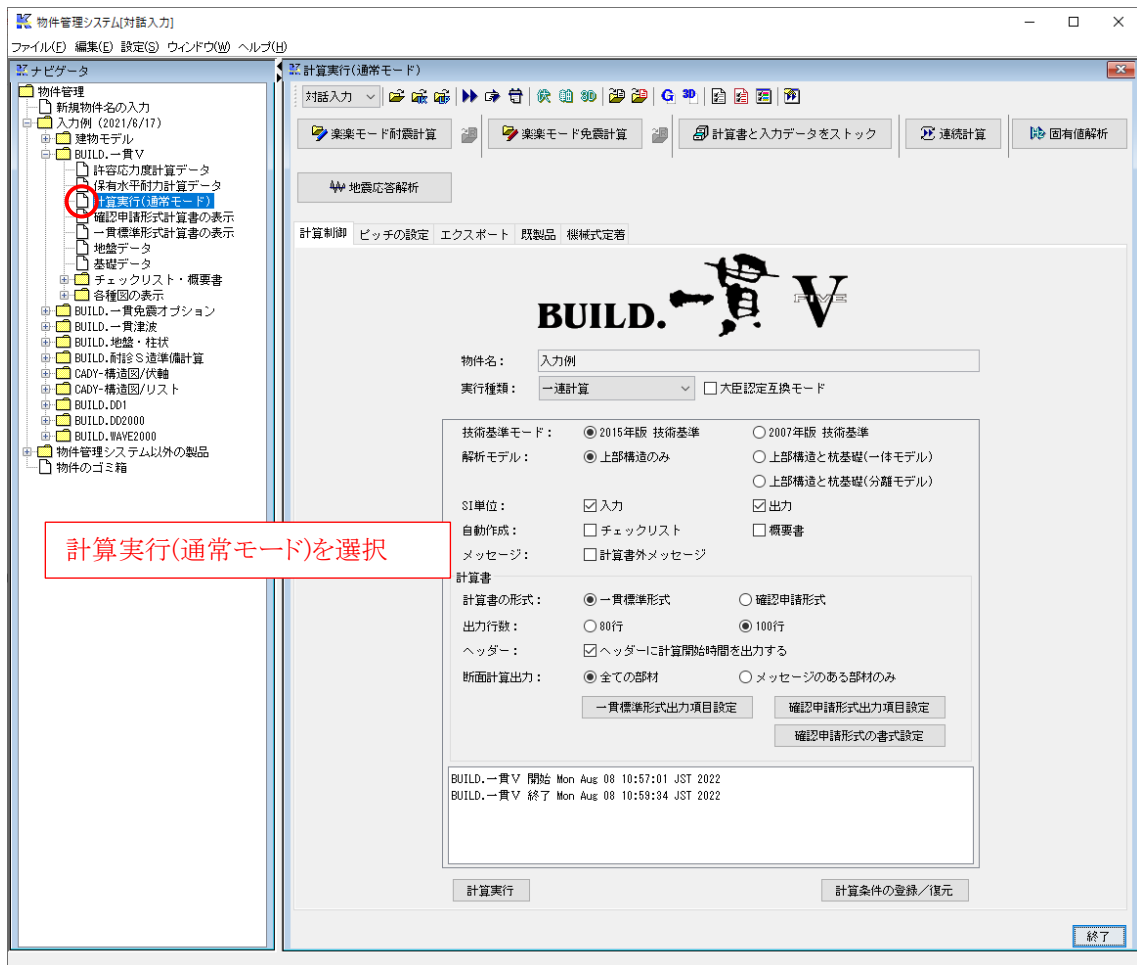 物件管理システム[対話入力]
ファイル(F) 編集(E) 設定(S) ウィンドウ(W) ヘルプ(H)
ナビゲータ
物件管理
新規物件名の入力
入力例 (2021/6/17)
建物モデル
BUILD.一貫Ⅴ
許容応力度計算データ
保有水平耐力計算データ
計算実行(通常モード)
確認申請形式計算書の表示
一貫標準形式計算書の表示
地盤データ
基礎データ
チェックリスト・概要書
各種図の表示
BUILD.一貫免震オプション
BUILD.一貫津波
BUILD.地盤・柱状
BUILD.耐診Ｓ造準備計算
CADY-構造図/伏軸
CADY-構造図/リスト
BUILD.DD1
BUILD.DD2000
BUILD.WAVE2000
物件管理システム以外の製品
物件のゴミ箱
計算実行(通常モード)を選択
計算実行(通常モード)
対話入力
楽楽モード耐震計算 楽楽モード免震計算 計算書と入力データをストック 連続計算 固有値解析
地震応答解析
計算制御 ピッチの設定 エクスポート 既製品 機械式定着
BUILD.一貫 V FIVE
物件名： 入力例
実行種類： 一連計算 大臣認定互換モード
技術基準モード： 2015年版 技術基準 2007年版 技術基準
解析モデル： 上部構造のみ 上部構造と杭基礎(一体モデル)
上部構造と杭基礎(分離モデル)
SI単位： 入力 出力
自動作成： チェックリスト 概要書
メッセージ： 計算書外メッセージ
計算書
計算書の形式： 一貫標準形式 確認申請形式
出力行数： 80行 100行
ヘッダー： ヘッダーに計算開始時間を出力する
断面計算出力： 全ての部材 メッセージのある部材のみ
一貫標準形式出力項目設定 確認申請形式出力項目設定
確認申請形式の書式設定
BUILD.一貫Ⅴ 開始 Mon Aug 08 10:57:01 JST 2022
BUILD.一貫Ⅴ 終了 Mon Aug 08 10:59:34 JST 2022
計算実行 計算条件の登録／復元
終了